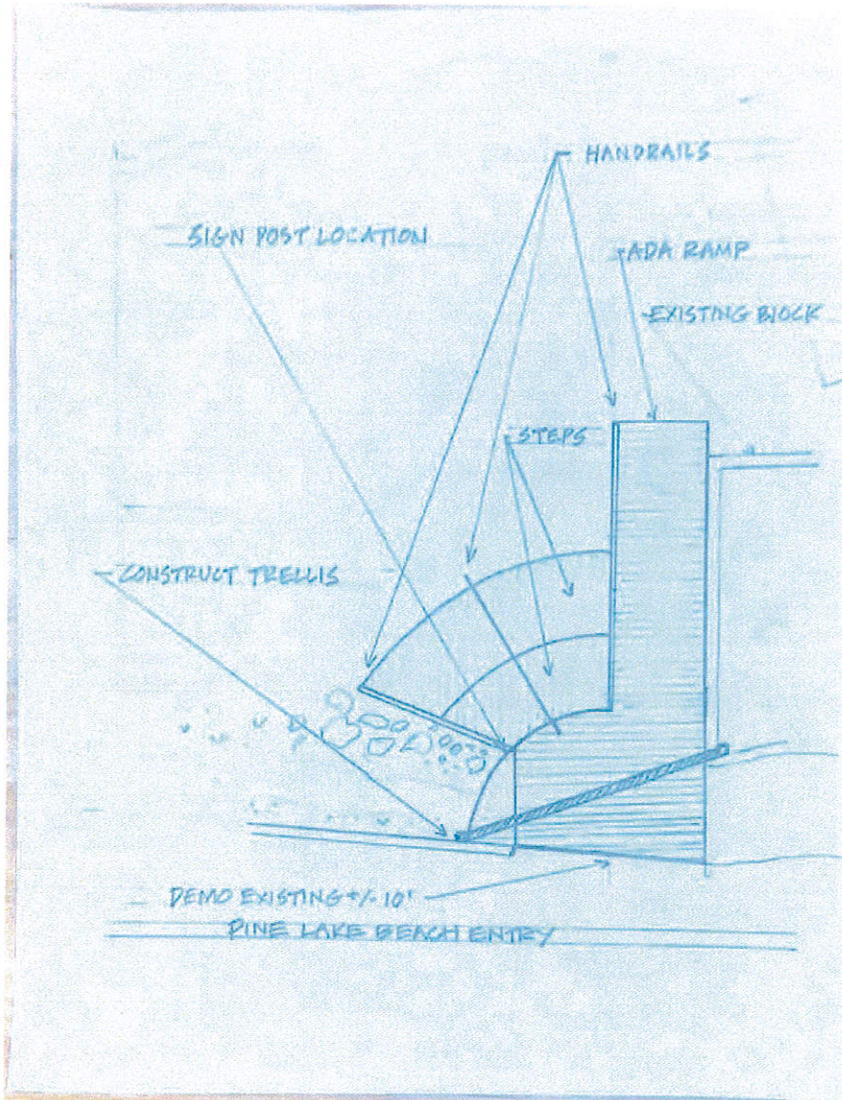 HANDRAILS
SIGN POST LOCATION
ADA RAMP
EXISTING BLOCK
STEPS
CONSTRUCT TRELLIS
DEMO EXISTING +/- 10'
PINE LAKE BEACH ENTRY